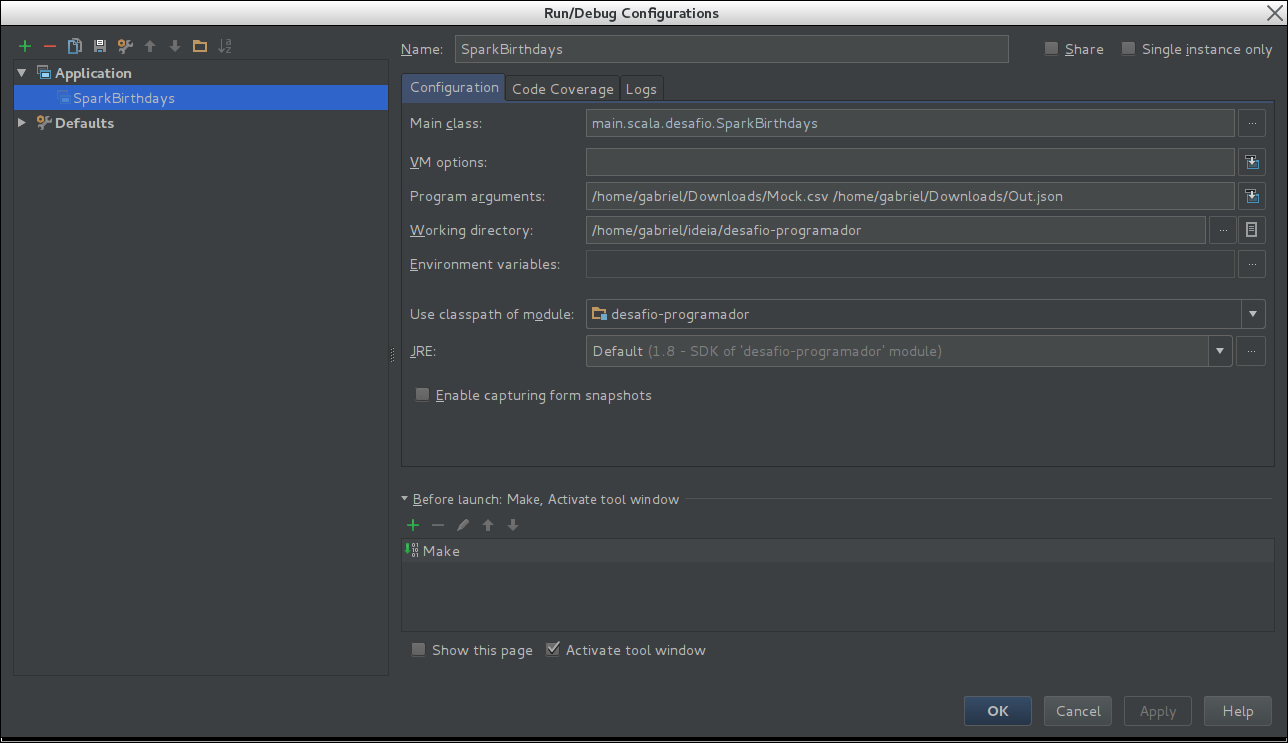 Run/Debug Configurations
Name: SparkBirthdays Share Single instance only
Application
SparkBirthdays
Defaults
Configuration Code Coverage Logs
Main class: main.scala.desafio.SparkBirthdays ...
VM options:
Program arguments: /home/gabriel/Downloads/Mock.csv /home/gabriel/Downloads/Out.json
Working directory: /home/gabriel/ideia/desafio-programador ...
Environment variables: ...
Use classpath of module: desafio-programador
JRE: Default (1.8 - SDK of 'desafio-programador' module) ...
Enable capturing form snapshots
Before launch: Make, Activate tool window
Make
Show this page Activate tool window
OK Cancel Apply Help